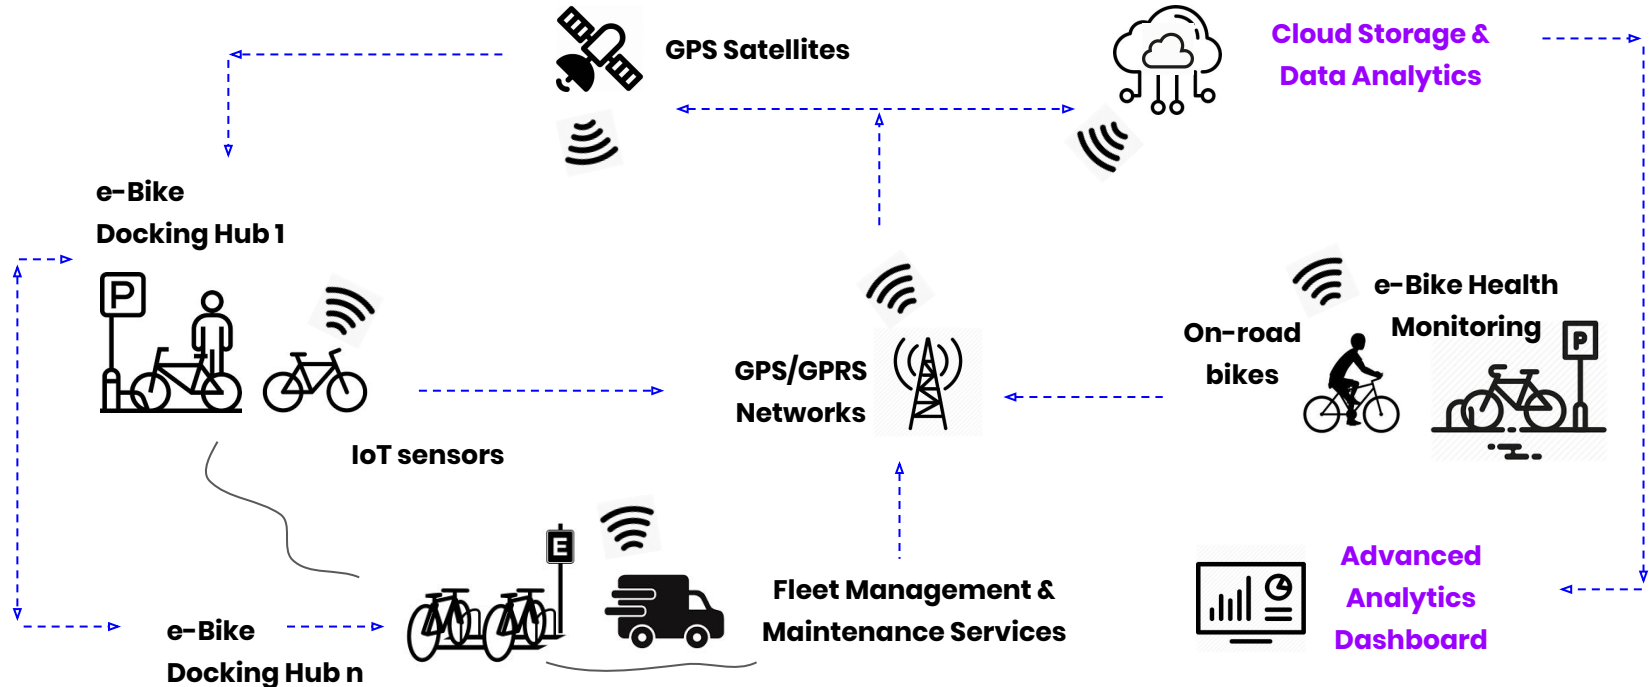 GPS Satellites
Cloud Storage &
Data Analytics
e-Bike
Docking Hub 1
P
e-Bike Health
Monitoring
On-road
bikes
P
GPS/GPRS
Networks
IoT sensors
E
Fleet Management &
Maintenance Services
Advanced
Analytics
Dashboard
e-Bike
Docking Hub n